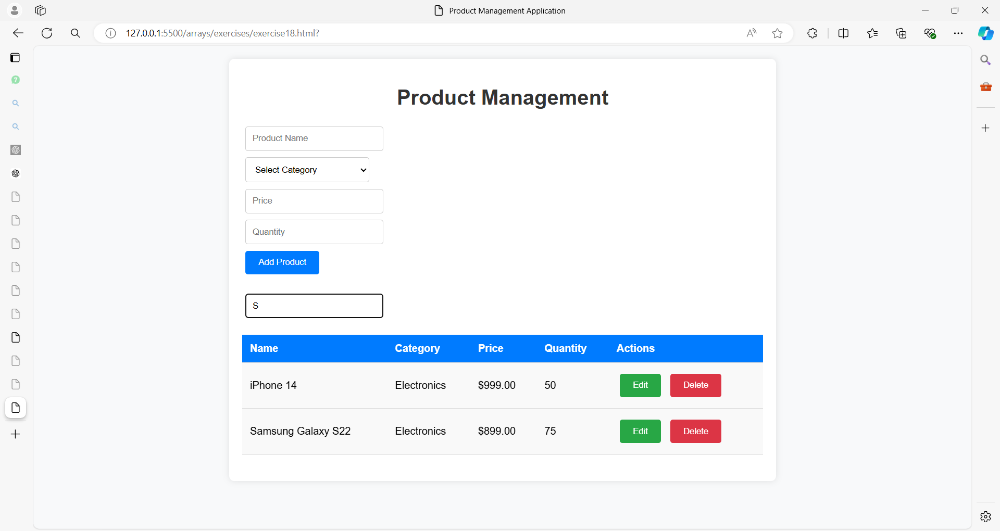 Product Management Application
127.0.0.1:5500/arrays/exercises/exercise18.html?
Product Management
Product Name
Select Category
Price
Quantity
Add Product
S
Name Category Price Quantity Actions
iPhone 14 Electronics $999.00 50 Edit Delete
Samsung Galaxy S22 Electronics $899.00 75 Edit Delete